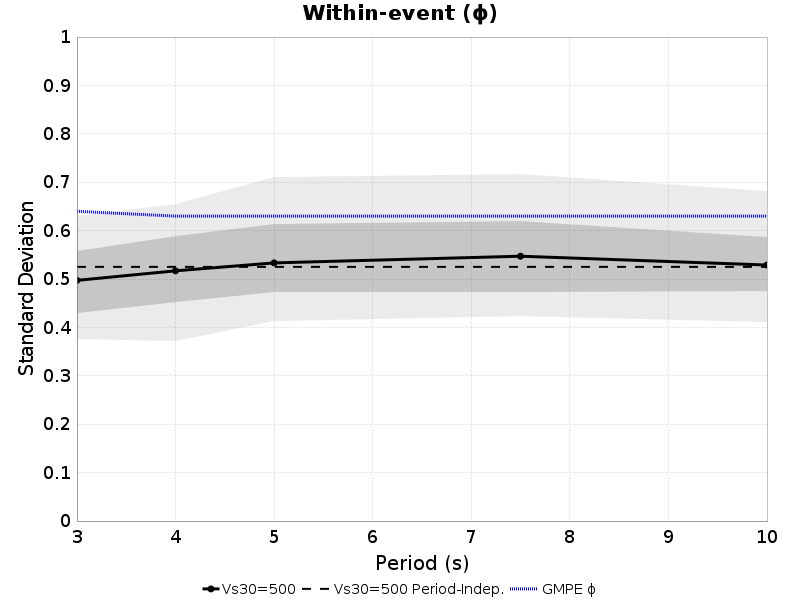 Within-event (ϕ)
1
0.9
0.8
0.7
0.6
0.5
0.4
0.3
0.2
0.1
0
Standard Deviation
3 4 5 6 7 8 9 10
Period (s)
Vs30=500 Vs30=500 Period-Indep. GMPE ϕ